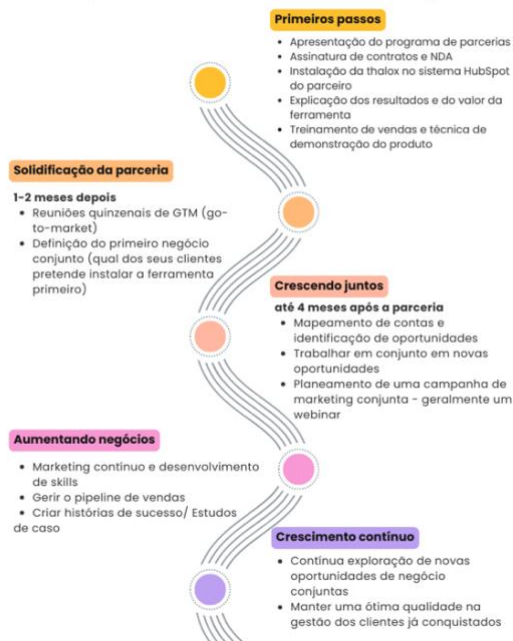 Primeiros passos
• Apresentação do programa de parcerias
• Assinatura de contratos e NDA
• Instalação da thalox no sistema HubSpot
do parceiro
• Explicação dos resultados e do valor da
ferramenta
• Treinamento de vendas e técnica de
demonstração do produto
Solidificação da parceria
1-2 meses depois
• Reuniões quinzenais de GTM (go-
to-market)
• Definição do primeiro negócio
conjunto (qual dos seus clientes
pretende instalar a ferramenta
primeiro)
Crescendo juntos
até 4 meses após a parceria
• Mapeamento de contas e
identificação de oportunidades
• Trabalhar em conjunto em novas
oportunidades
• Planeamento de uma campanha de
marketing conjunta - geralmente um
webinar
Aumentando negócios
• Marketing contínuo e desenvolvimento
de skills
• Gerir o pipeline de vendas
• Criar histórias de sucesso/ Estudos
de caso
Crescimento contínuo
• Contínua exploração de novas
oportunidades de negócio
conjuntas
• Manter uma ótima qualidade na
gestão dos clientes já conquistados